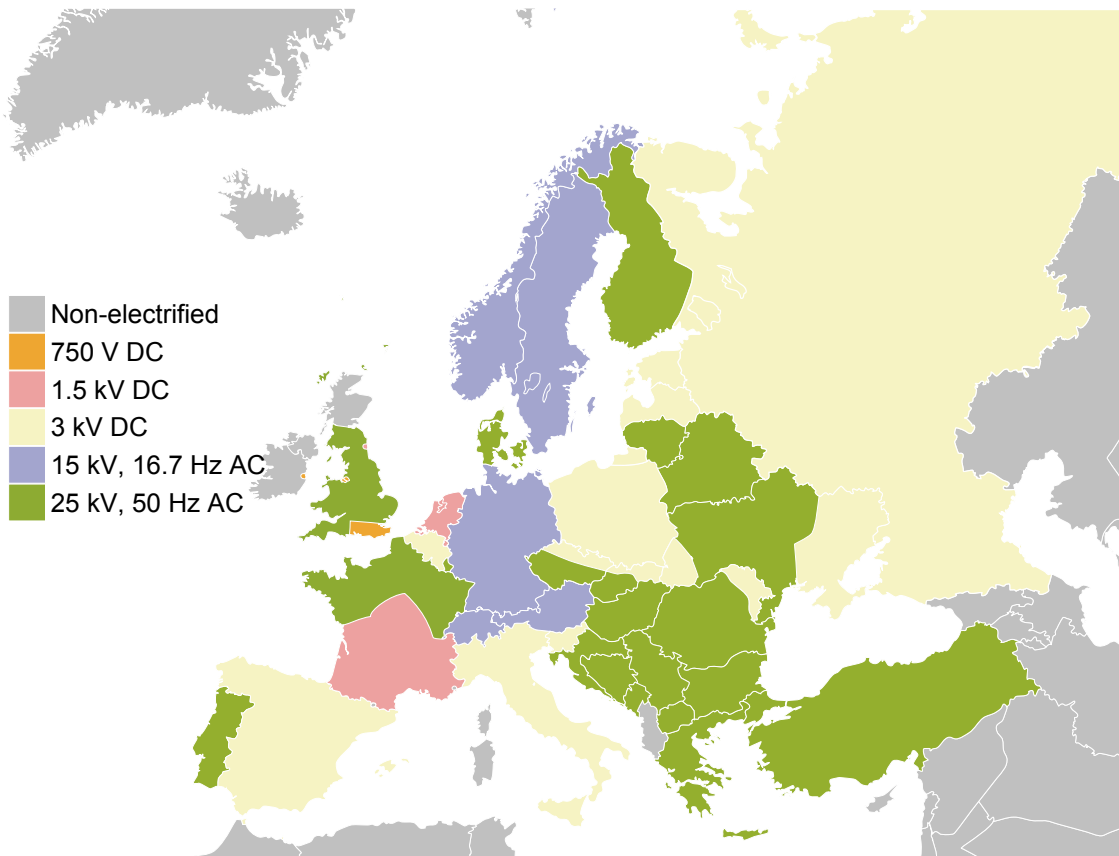 Non-electrified
750 V DC
1.5 kV DC
3 kV DC
15 kV, 16.7 Hz AC
25 kV, 50 Hz AC